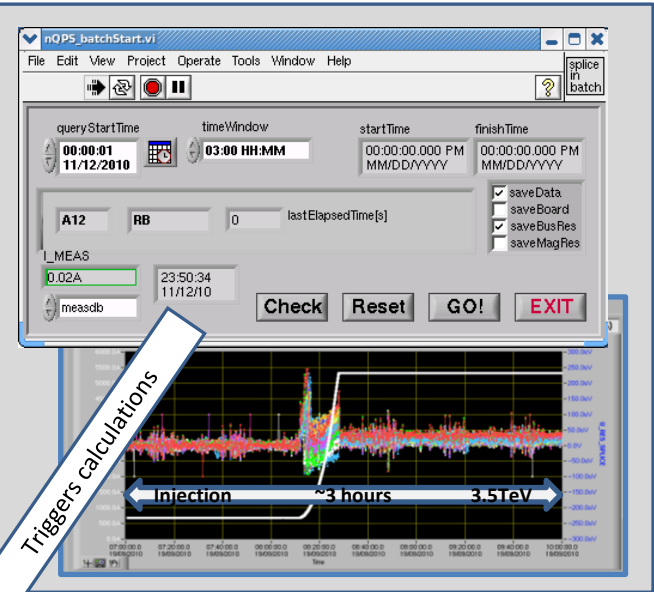 nQPS_batchStart.vi
File Edit View Project Operate Tools Window Help
splice
in
batch
queryStartTime
timeWindow
startTime
finishTime
00:00:01
11/12/2010
03:00 HH:MM
00:00:00.000 PM
MM/DD/YYYY
00:00:00.000 PM
MM/DD/YYYY
saveData
saveBoard
saveBusRes
saveMagRes
A12
RB
0
lastElapsedTime[s]
I_MEAS
0.02A
23:50:34
11/12/10
measdb
Check
Reset
GO!
EXIT
Triggers calculations
Injection
~3 hours
3.5TeV
U_RES_SPLICE
Time